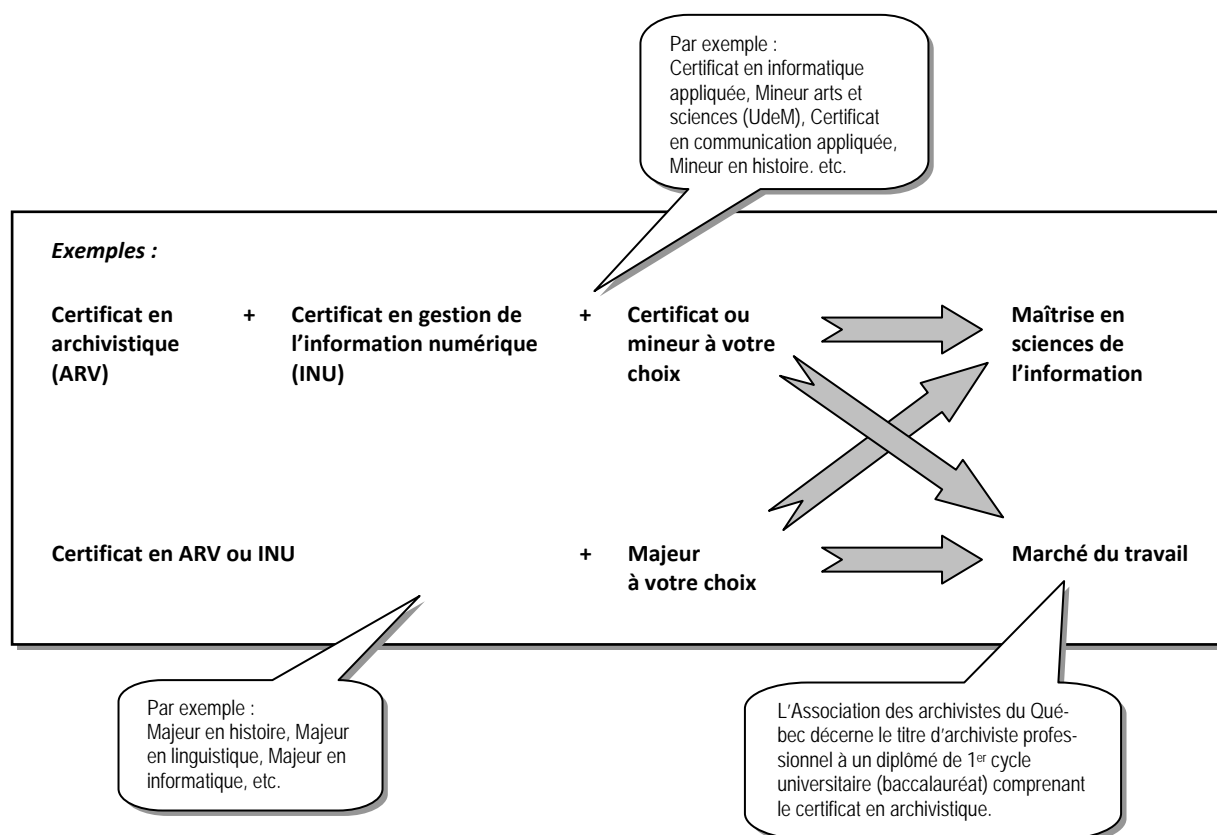 Par exemple :
Certificat en informatique
appliquée, Mineur arts et
sciences (UdeM), Certificat
en communication appliquée,
Mineur en histoire. etc.
Exemples :
Certificat en
archivistique
(ARV)
+
Certificat en gestion de
l’information numérique
(INU)
+
Certificat ou
mineur à votre
choix
Maîtrise en
sciences de
l’information
Certificat en ARV ou INU
+
Majeur
à votre choix
Marché du travail
Par exemple :
Majeur en histoire, Majeur
en linguistique, Majeur en
informatique, etc.
L’Association des archivistes du Qué-
bec décerne le titre d’archiviste profes-
sionnel à un diplômé de 1er cycle
universitaire (baccalauréat) comprenant
le certificat en archivistique.